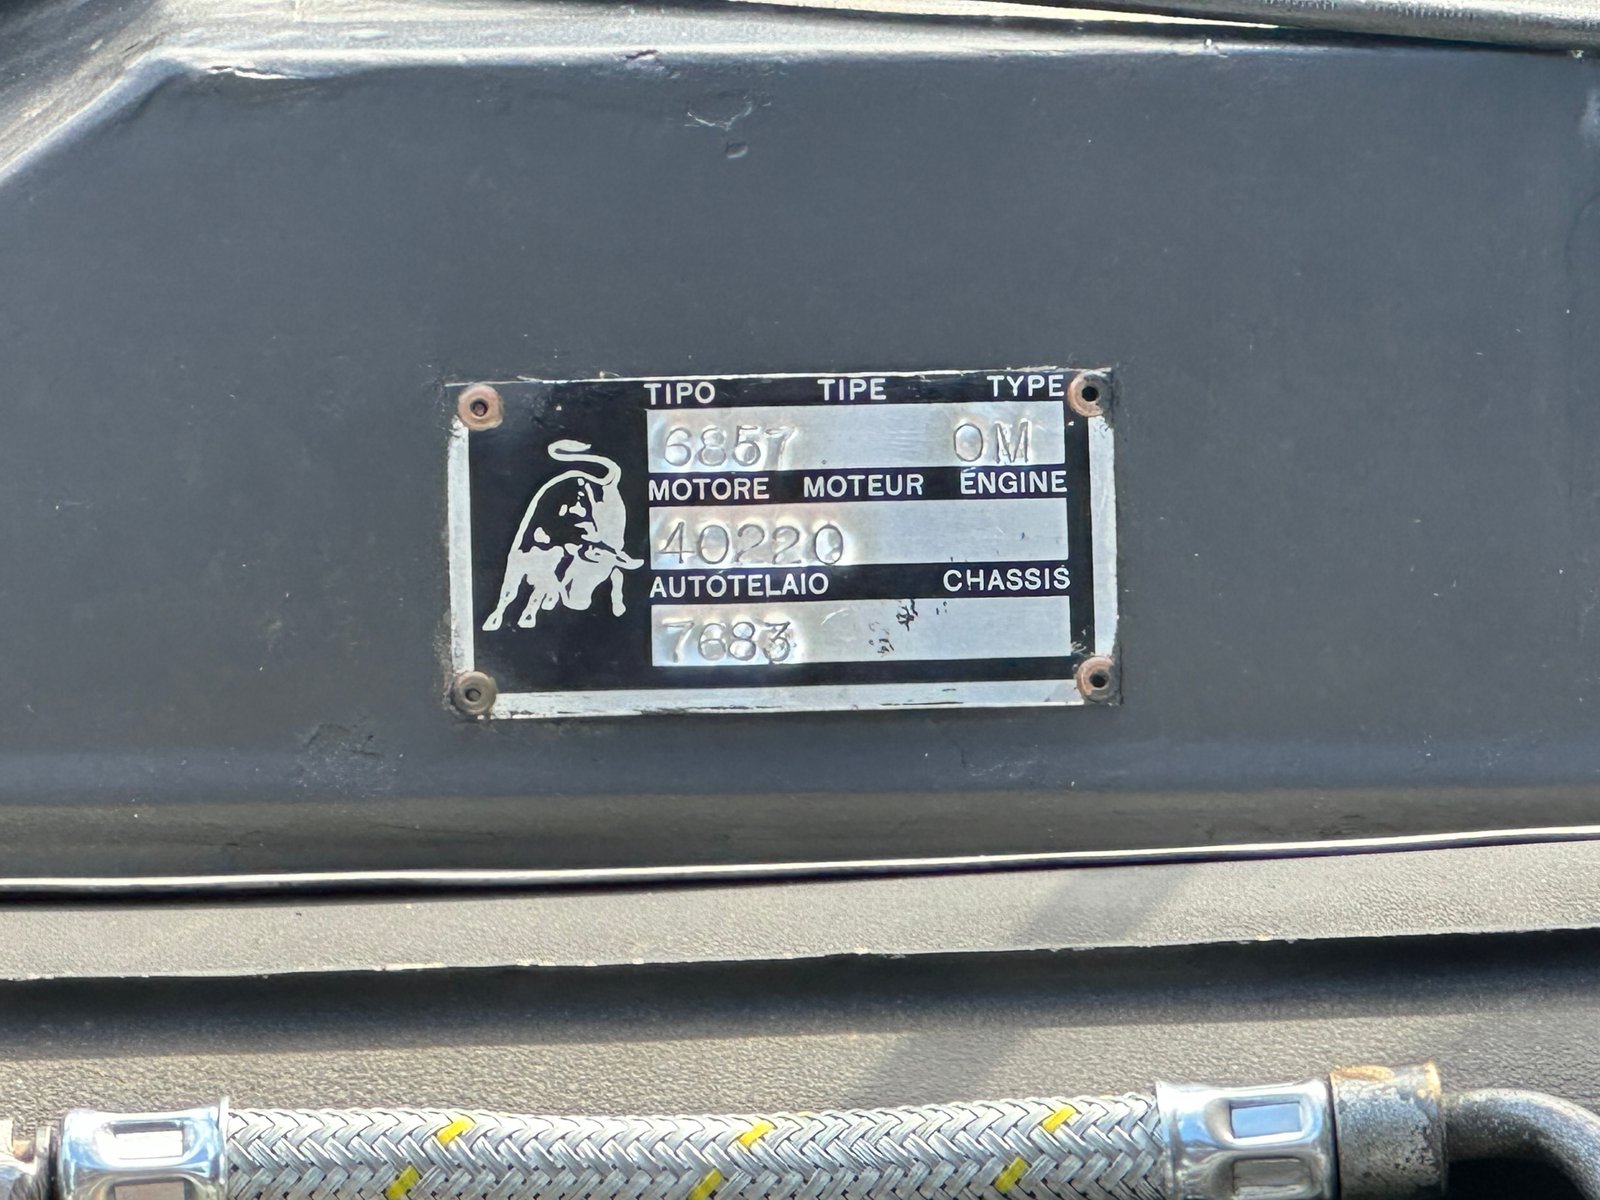 TIPO TIPE TYPE
6857 OM
MOTORE MOTEUR ENGINE
40220
AUTOTELAIO CHASSIS
7683